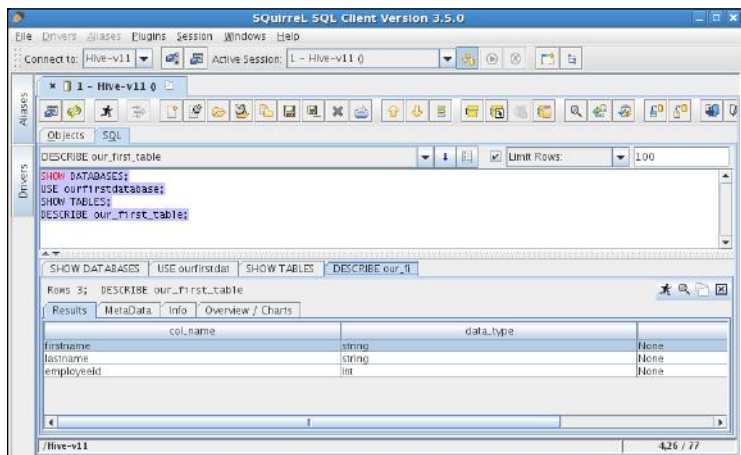 SQuirreL SQL Client Version 3.5.0
File Drivers Aliases Plugins Session Windows Help
Connect to: Hive-v11 Active Session: 1 - Hive-v11 ()
1 - Hive-v11 ()
Aliases
Drivers
Objects SQL
DESCRIBE our_first_table Limit Rows: 100
SHOW DATABASES;
USE ourfirstdatabase;
SHOW TABLES;
DESCRIBE our_first_table;
SHOW DATABASES USE ourfirstdat SHOW TABLES DESCRIBE our_fi
Rows 3; DESCRIBE our_first_table
Results MetaData Info Overview / Charts
col_name data_type
firstname string None
lastname string None
employeeid int None
/Hive-v11 4,26 / 77